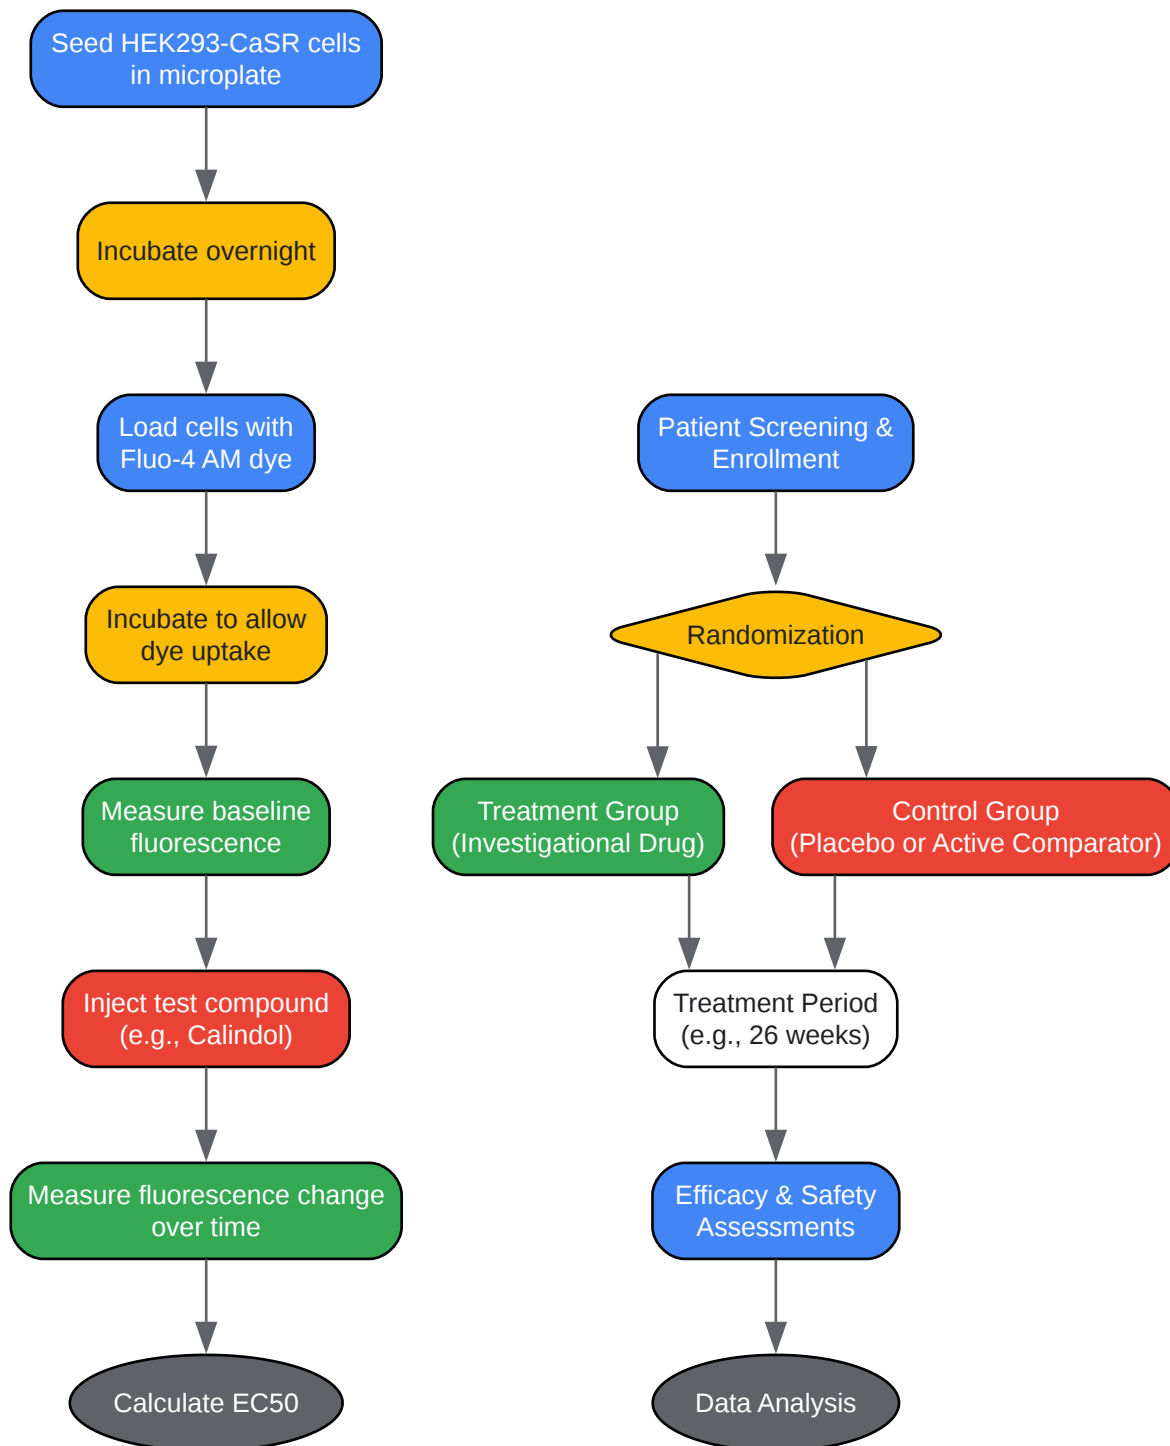 Seed HEK293-CaSR cells
in microplate
Incubate overnight
Load cells with
Fluo-4 AM dye
Incubate to allow
dye uptake
Measure baseline
fluorescence
Inject test compound
(e.g., Calindol)
Measure fluorescence change
over time
Calculate EC50
Patient Screening &
Enrollment
Randomization
Treatment Group
(Investigational Drug)
Control Group
(Placebo or Active Comparator)
Treatment Period
(e.g., 26 weeks)
Efficacy & Safety
Assessments
Data Analysis